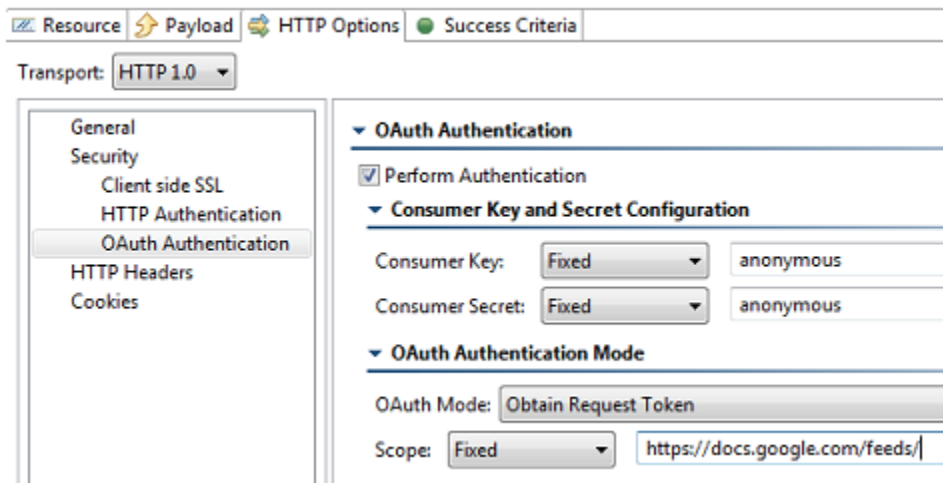 Resource Payload HTTP Options Success Criteria
Transport: HTTP 1.0
General
Security
Client side SSL
HTTP Authentication
OAuth Authentication
HTTP Headers
Cookies
OAuth Authentication
Perform Authentication
Consumer Key and Secret Configuration
Consumer Key: Fixed anonymous
Consumer Secret: Fixed anonymous
OAuth Authentication Mode
OAuth Mode: Obtain Request Token
Scope: Fixed https://docs.google.com/feeds/